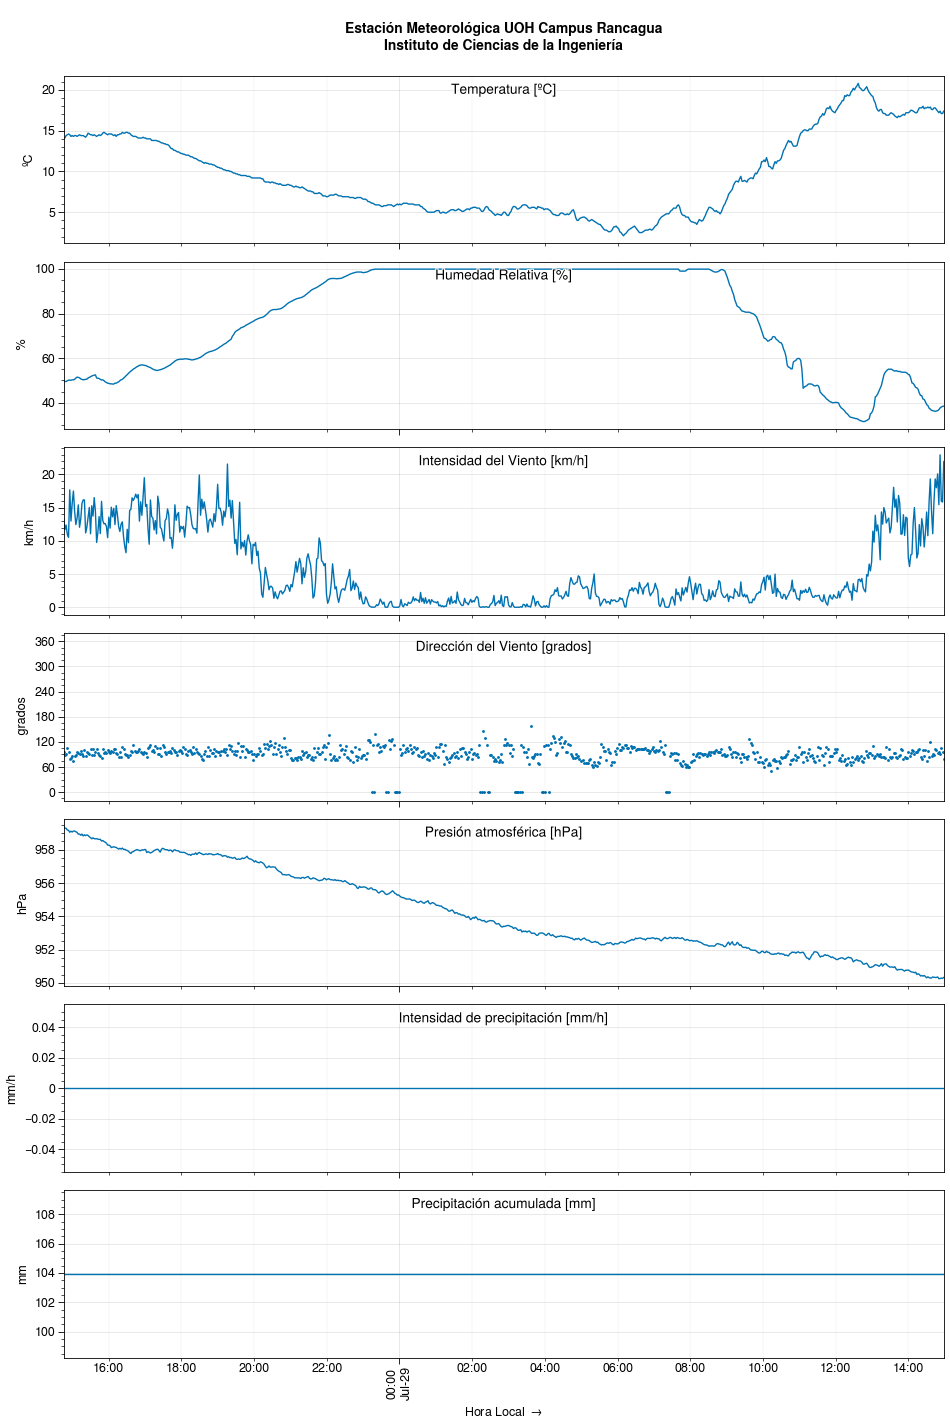 Estación Meteorológica UOH Campus Rancagua
Instituto de Ciencias de la Ingeniería
Temperatura [ºC]
20
15
10
5
ºC
Humedad Relativa [%]
100
80
60
40
%
Intensidad del Viento [km/h]
20
15
10
5
0
km/h
Dirección del Viento [grados]
360
300
240
180
120
60
0
grados
Presión atmosférica [hPa]
958
956
954
952
950
hPa
Intensidad de precipitación [mm/h]
0.04
0.02
0
−0.02
−0.04
mm/h
Precipitación acumulada [mm]
108
106
104
102
100
mm
16:00 18:00 20:00 22:00 00:00 02:00 04:00 06:00 08:00 10:00 12:00 14:00
Jul-29
Hora Local →